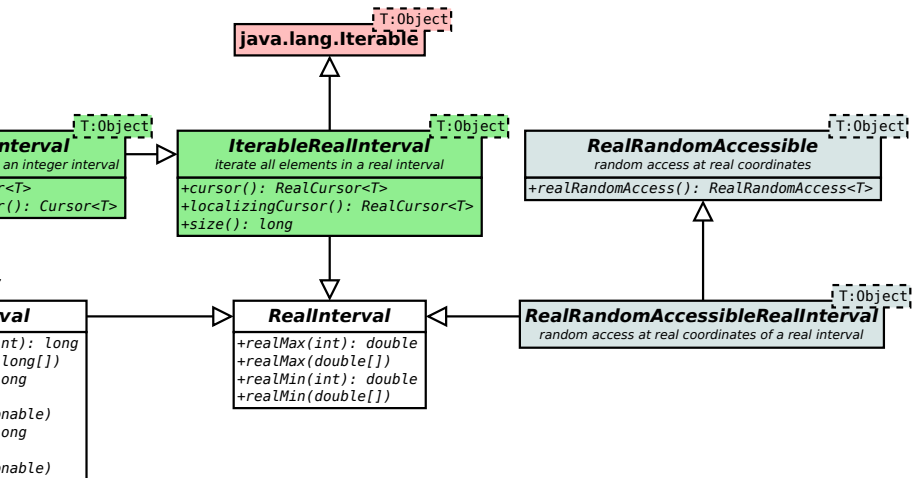 T:Object
java.lang.Iterable
T:Object
nterval
an integer interval
r<T>
r(): Cursor<T>
T:Object
IterableRealInterval
iterate all elements in a real interval
+cursor(): RealCursor<T>
+localizingCursor(): RealCursor<T>
+size(): long
T:Object
RealRandomAccessible
random access at real coordinates
+realRandomAccess(): RealRandomAccess<T>
val
nt): long
long[])
ong
nable)
ong
nable)
RealInterval
+realMax(int): double
+realMax(double[])
+realMin(int): double
+realMin(double[])
T:Object
RealRandomAccessibleRealInterval
random access at real coordinates of a real interval